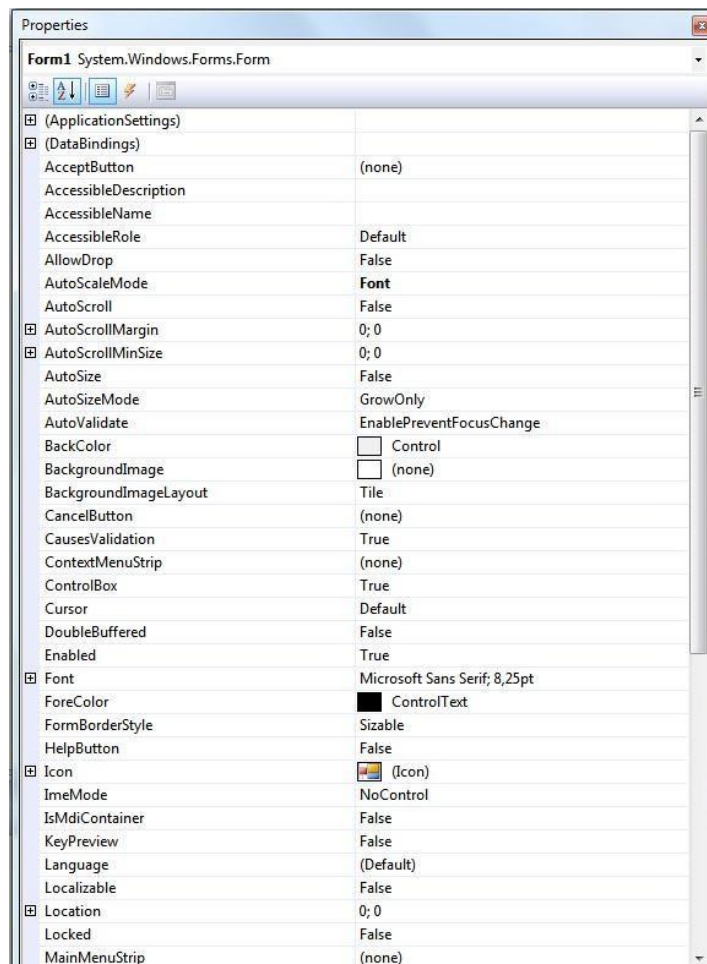 Properties
Form1 System.Windows.Forms.Form
(ApplicationSettings)
(DataBindings)
AcceptButton (none)
AccessibleDescription
AccessibleName
AccessibleRole Default
AllowDrop False
AutoScaleMode Font
AutoScroll False
AutoScrollMargin 0; 0
AutoScrollMinSize 0; 0
AutoSize False
AutoSizeMode GrowOnly
AutoValidate EnablePreventFocusChange
BackColor Control
BackgroundImage (none)
BackgroundImageLayout Tile
CancelButton (none)
CausesValidation True
ContextMenuStrip (none)
ControlBox True
Cursor Default
DoubleBuffered False
Enabled True
Font Microsoft Sans Serif; 8,25pt
ForeColor ControlText
FormBorderStyle Sizable
HelpButton False
Icon (Icon)
ImeMode NoControl
IsMdiContainer False
KeyPreview False
Language (Default)
Localizable False
Location 0; 0
Locked False
MainMenuStrip (none)